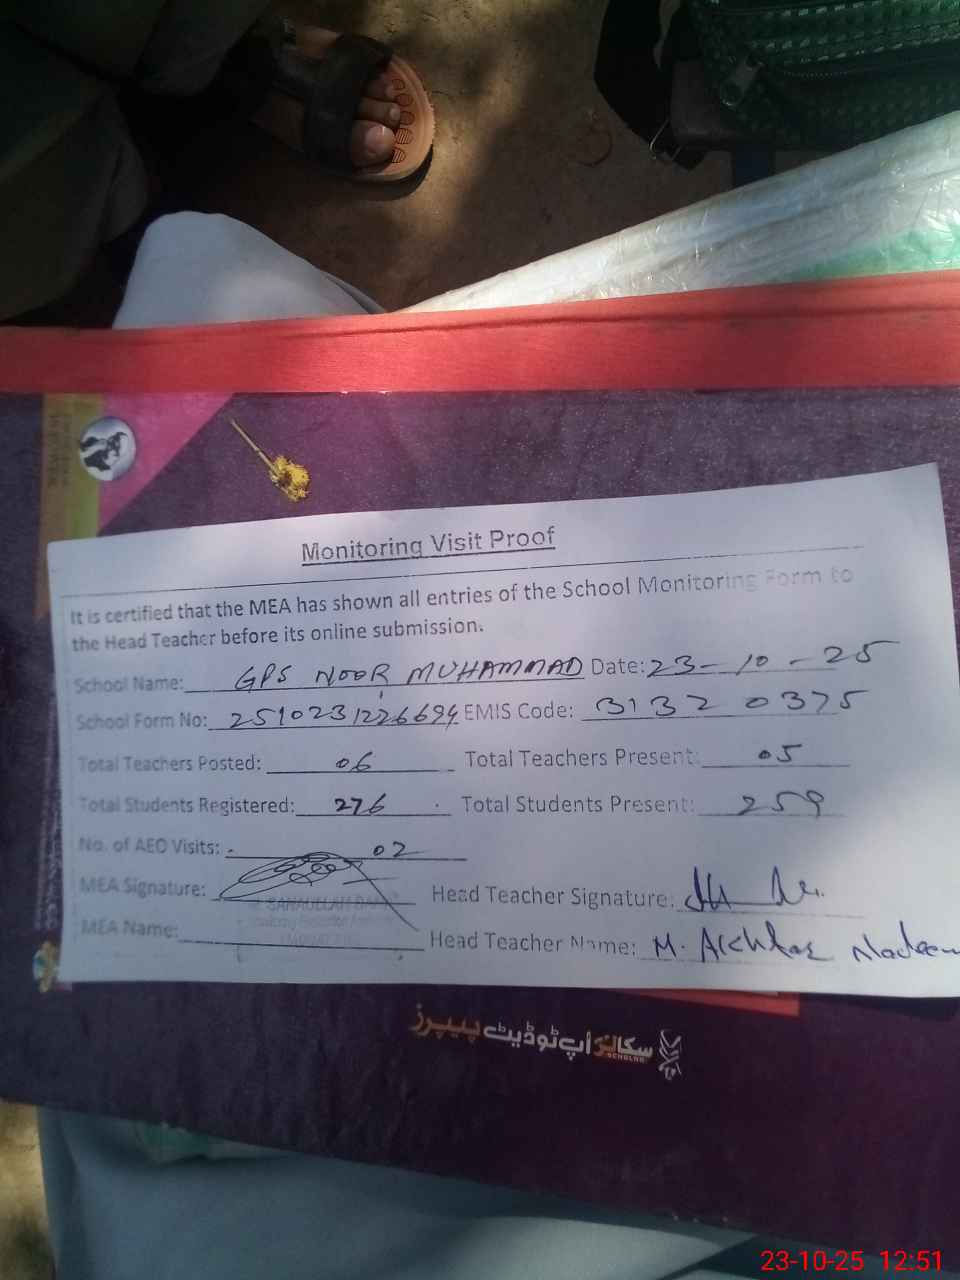 Monitoring Visit Proof
It is certified that the MEA has shown all entries of the School Monitoring Form to
the Head Teacher before its online submission.
School Name: GPS NOOR MUHAMMAD Date: 23-10-25
School Form No: 2510231226694 EMIS Code: 31320375
Total Teachers Posted: 06 Total Teachers Present: 05
Total Students Registered: 276 Total Students Present: 259
No. of AEO Visits: 02
MEA Signature: Head Teacher Signature:
MEA Name: Head Teacher Name: M. Akhtar Nadeem
سکالرز اپ ٹو ڈیٹ پیپرز
SCHOLAR
23-10-25 12:51